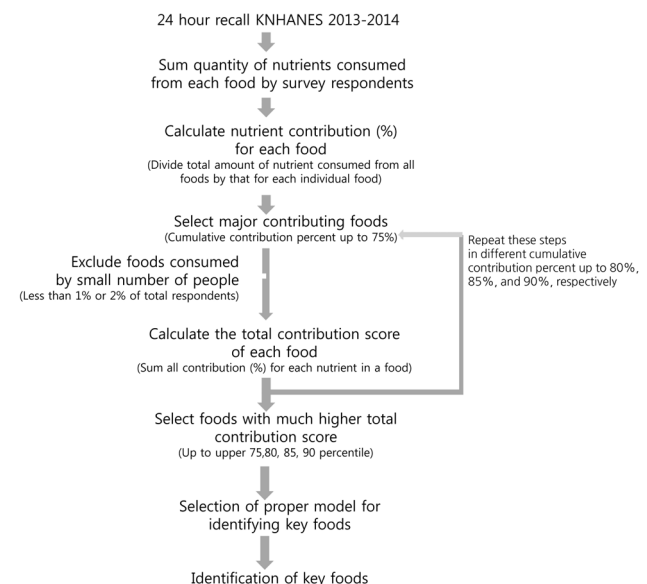 24 hour recall KNHANES 2013-2014
Sum quantity of nutrients consumed
from each food by survey respondents
Calculate nutrient contribution (%)
for each food
(Divide total amount of nutrient consumed from all
foods by that for each individual food)
Select major contributing foods
(Cumulative contribution percent up to 75%)
Repeat these steps
in different cumulative
contribution percent up to 80%,
85%, and 90%, respectively
Exclude foods consumed
by small number of people
(Less than 1% or 2% of total respondents)
Calculate the total contribution score
of each food
(Sum all contribution (%) for each nutrient in a food)
Select foods with much higher total
contribution score
(Up to upper 75,80, 85, 90 percentile)
Selection of proper model for
identifying key foods
Identification of key foods